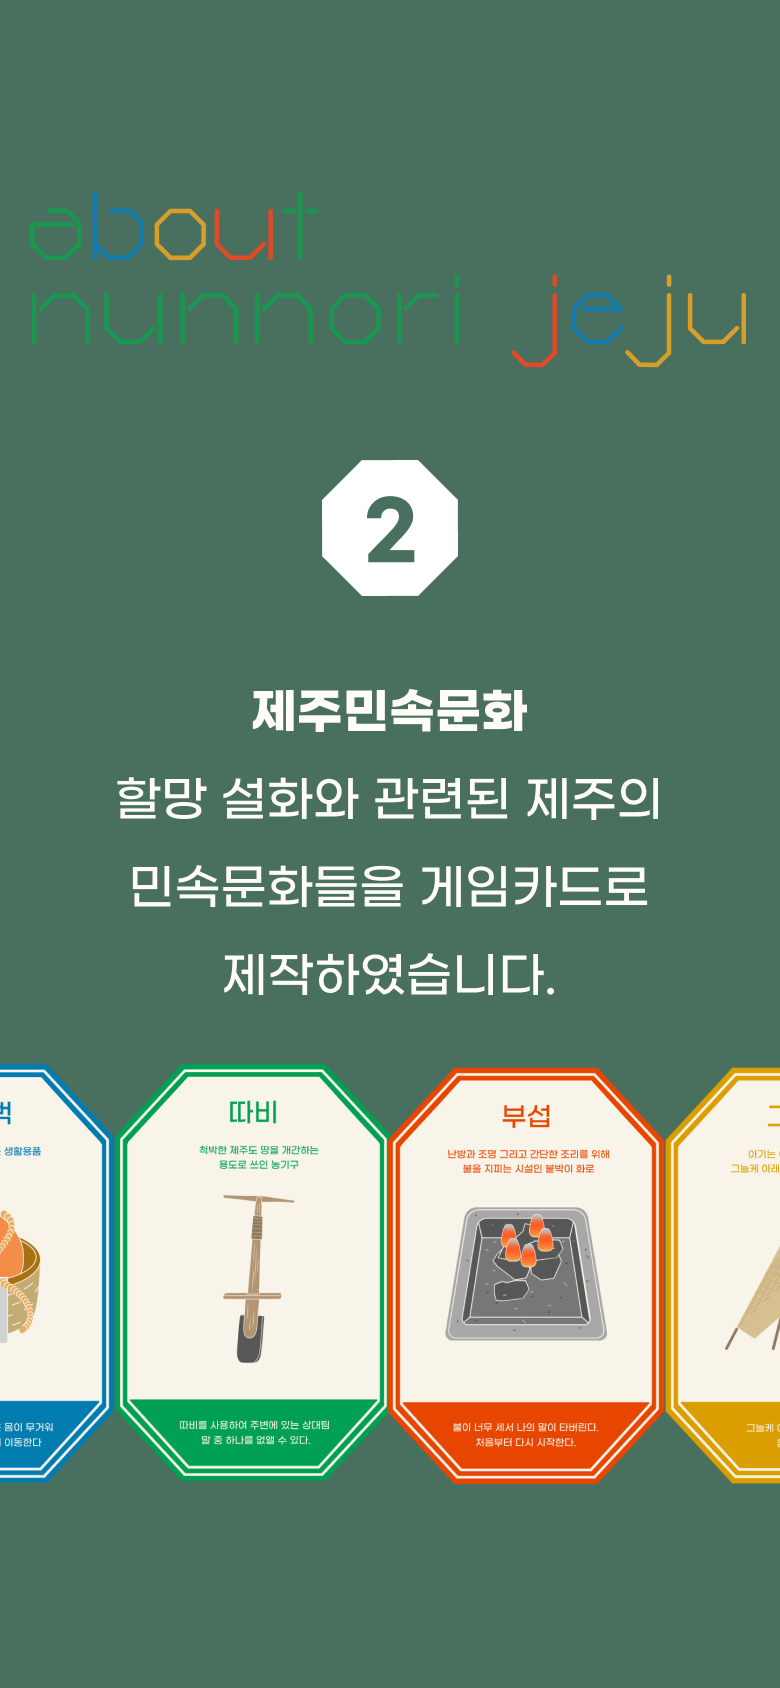 about
nunnori jeju
2
제주민속문화
할망 설화와 관련된 제주의
민속문화들을 게임카드로
제작하였습니다.
벅
생활용품
몸이 무거워
이동한다
따비
척박한 제주도 땅을 개간하는
용도로 쓰인 농기구
따비를 사용하여 주변에 있는 상대팀
말 중 하나를 없앨 수 있다.
부섭
난방과 조명 그리고 간단한 조리를 위해
불을 지피는 시설인 붙박이 화로
불이 너무 세서 나의 말이 타버린다.
처음부터 다시 시작한다.
그
아기는
그늘케 아래
그늘케